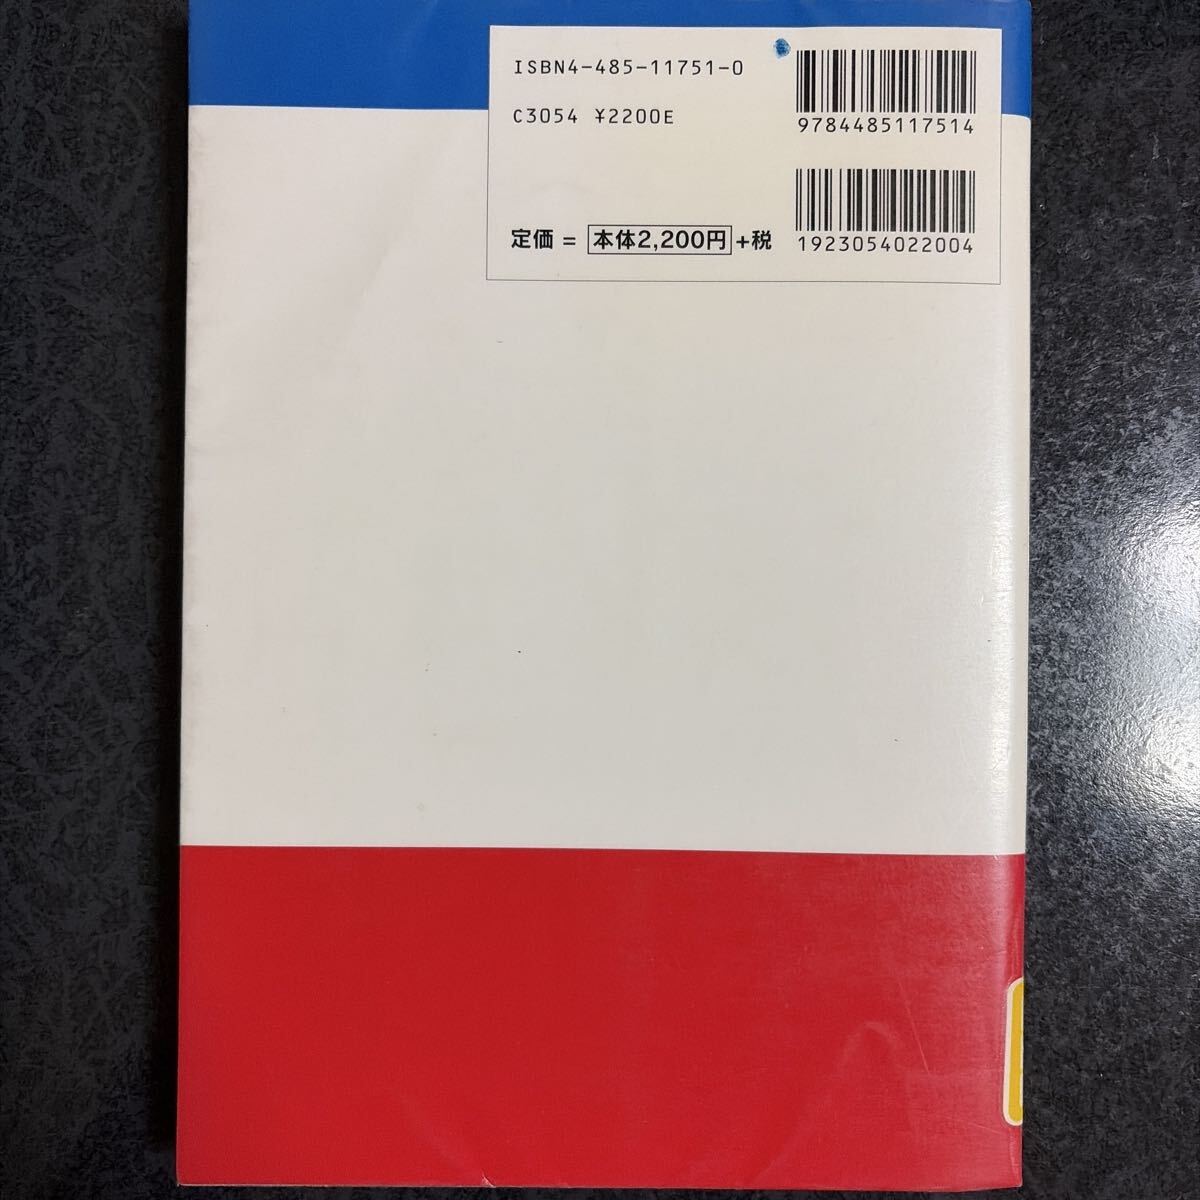 ISBN4-485-11751-0
C3054 ¥2200E
定価 = 本体2,200円 +税
9784485117514
1923054022004